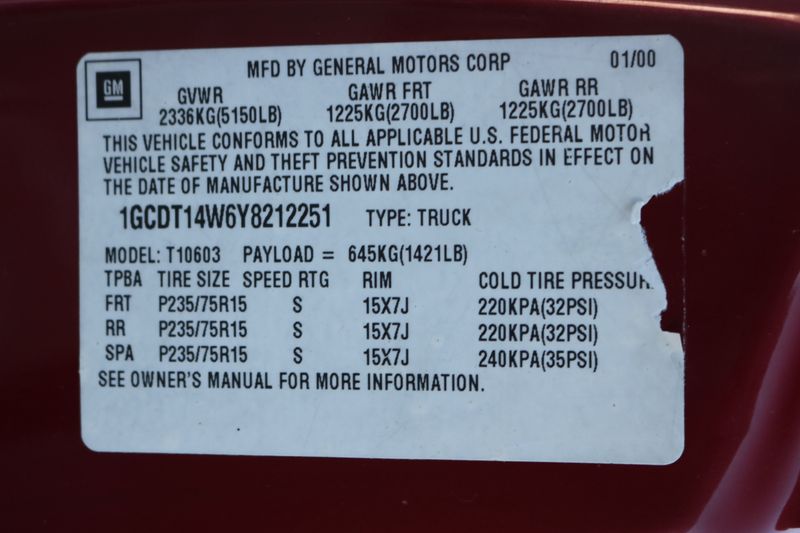 MFD BY GENERAL MOTORS CORP 01/00
GM
GVWR GAWR FRT GAWR RR
2336KG(5150LB) 1225KG(2700LB) 1225KG(2700LB)
THIS VEHICLE CONFORMS TO ALL APPLICABLE U.S. FEDERAL MOTOR
VEHICLE SAFETY AND THEFT PREVENTION STANDARDS IN EFFECT ON
THE DATE OF MANUFACTURE SHOWN ABOVE.
1GCDT14W6Y8212251 TYPE: TRUCK
MODEL: T10603 PAYLOAD = 645KG(1421LB)
TPBA TIRE SIZE SPEED RTG RIM COLD TIRE PRESSUR
FRT P235/75R15 S 15X7J 220KPA(32PSI)
RR P235/75R15 S 15X7J 220KPA(32PSI)
SPA P235/75R15 S 15X7J 240KPA(35PSI)
SEE OWNER'S MANUAL FOR MORE INFORMATION.